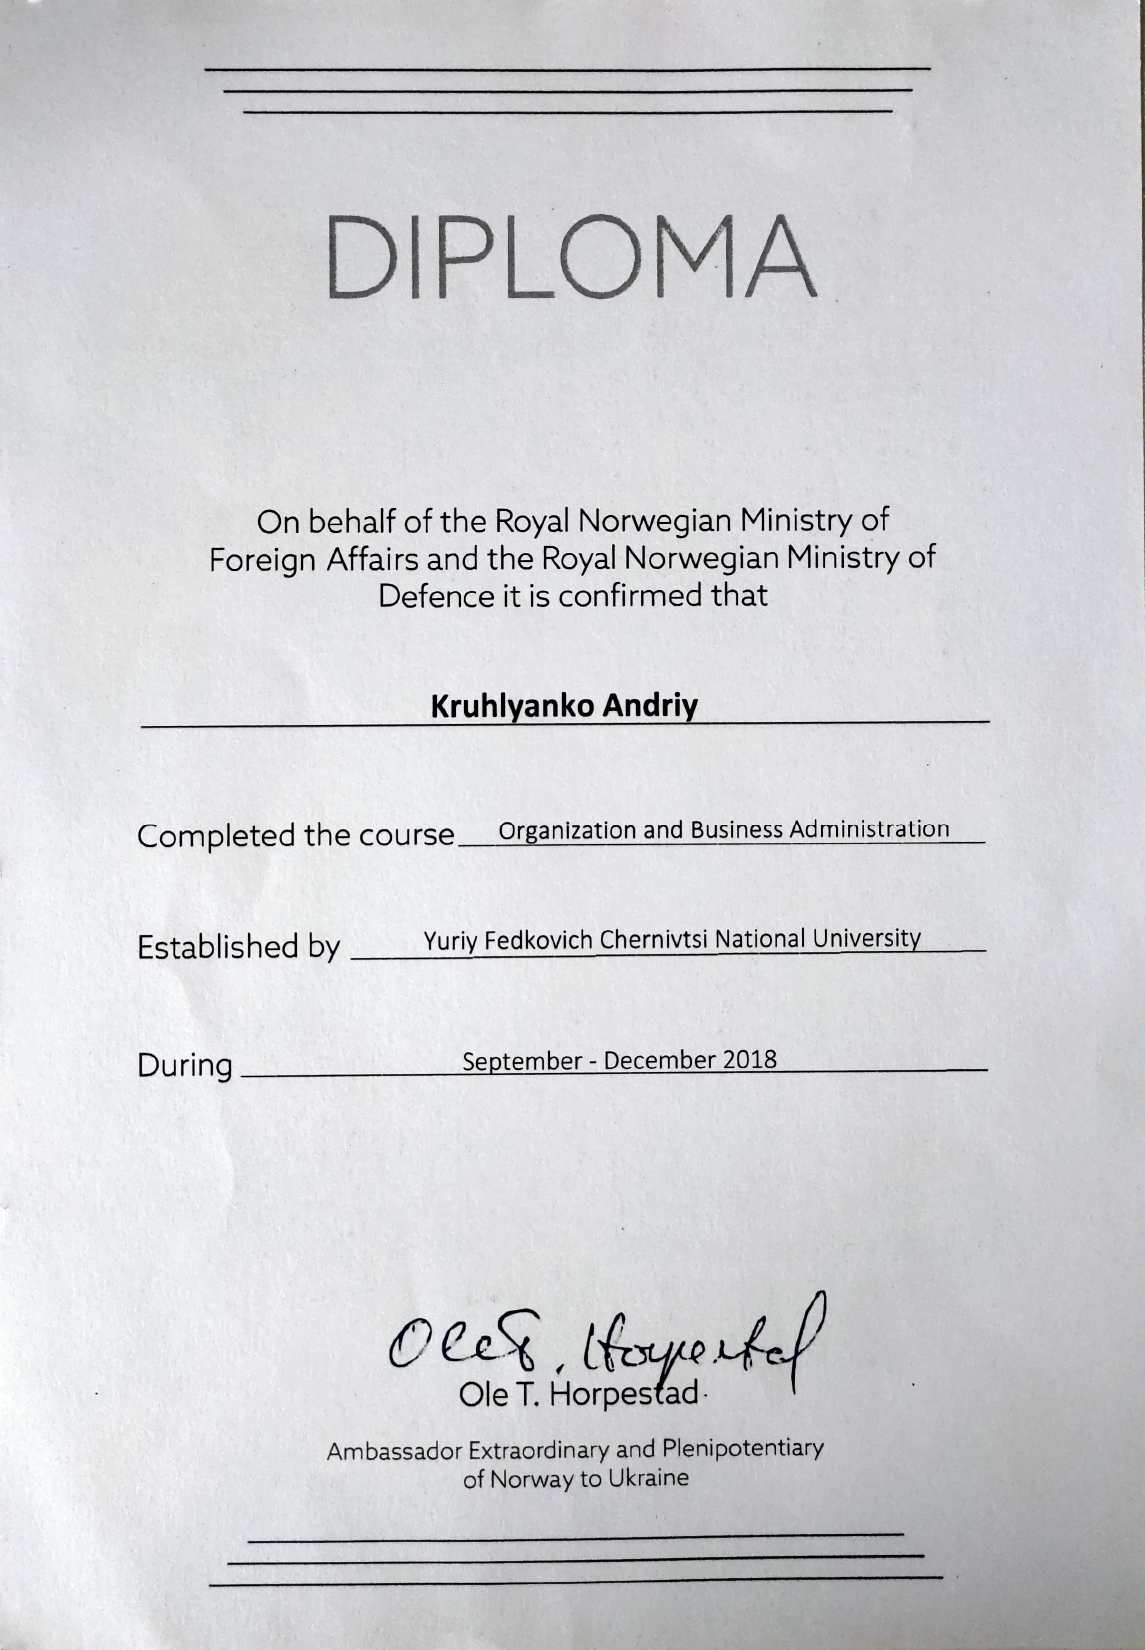 DIPLOMA
On behalf of the Royal Norwegian Ministry of
Foreign Affairs and the Royal Norwegian Ministry of
Defence it is confirmed that
Kruhlyanko Andriy
Completed the course Organization and Business Administration
Established by Yuriy Fedkovich Chernivtsi National University
During September - December 2018
Ole T. Horpestad
Ole T. Horpestad
Ambassador Extraordinary and Plenipotentiary
of Norway to Ukraine